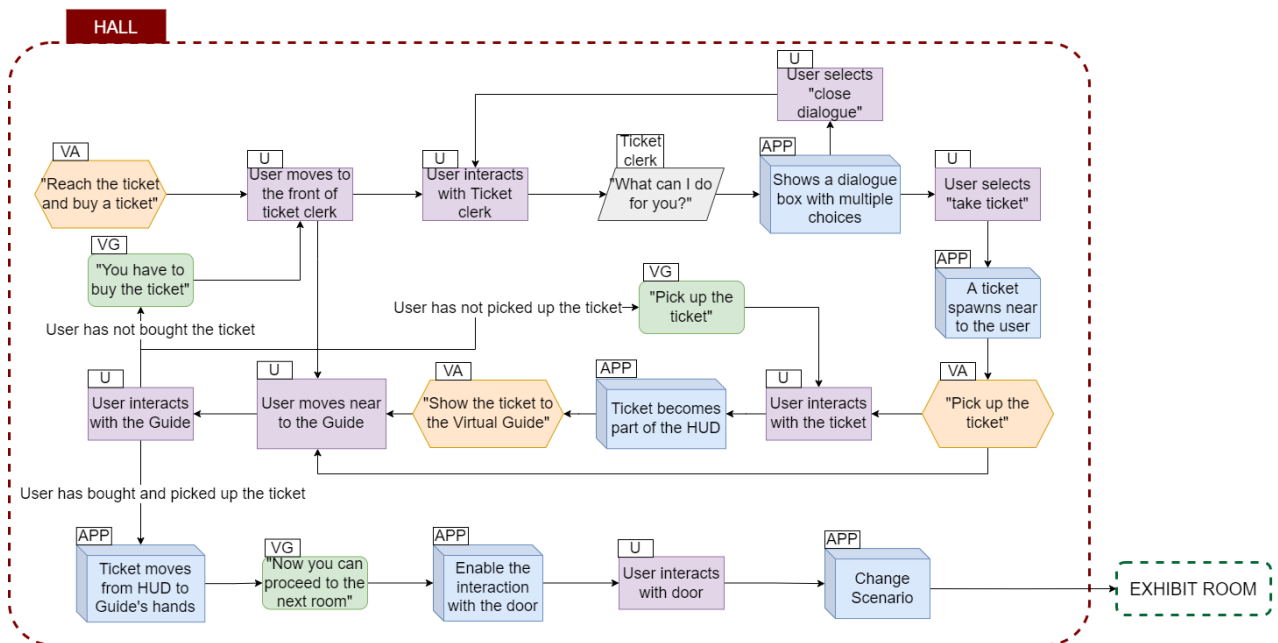 HALL
U
User selects
"close
dialogue"
VA
"Reach the ticket
and buy a ticket"
U
User moves to
the front of
ticket clerk
U
User interacts
with Ticket
clerk
Ticket
clerk
"What can I do
for you?"
APP
Shows a dialogue
box with multiple
choices
U
User selects
"take ticket"
VG
"You have to
buy the ticket"
User has not bought the ticket
User has not picked up the ticket
VG
"Pick up the
ticket"
APP
A ticket
spawns near
to the user
U
User interacts
with the Guide
U
User moves near
to the Guide
VA
"Show the ticket to
the Virtual Guide"
APP
Ticket becomes
part of the HUD
U
User interacts
with the ticket
VA
"Pick up the
ticket"
User has bought and picked up the ticket
APP
Ticket moves
from HUD to
Guide's hands
VG
"Now you can
proceed to the
next room"
APP
Enable the
interaction
with the door
U
User interacts
with door
APP
Change
Scenario
EXHIBIT ROOM